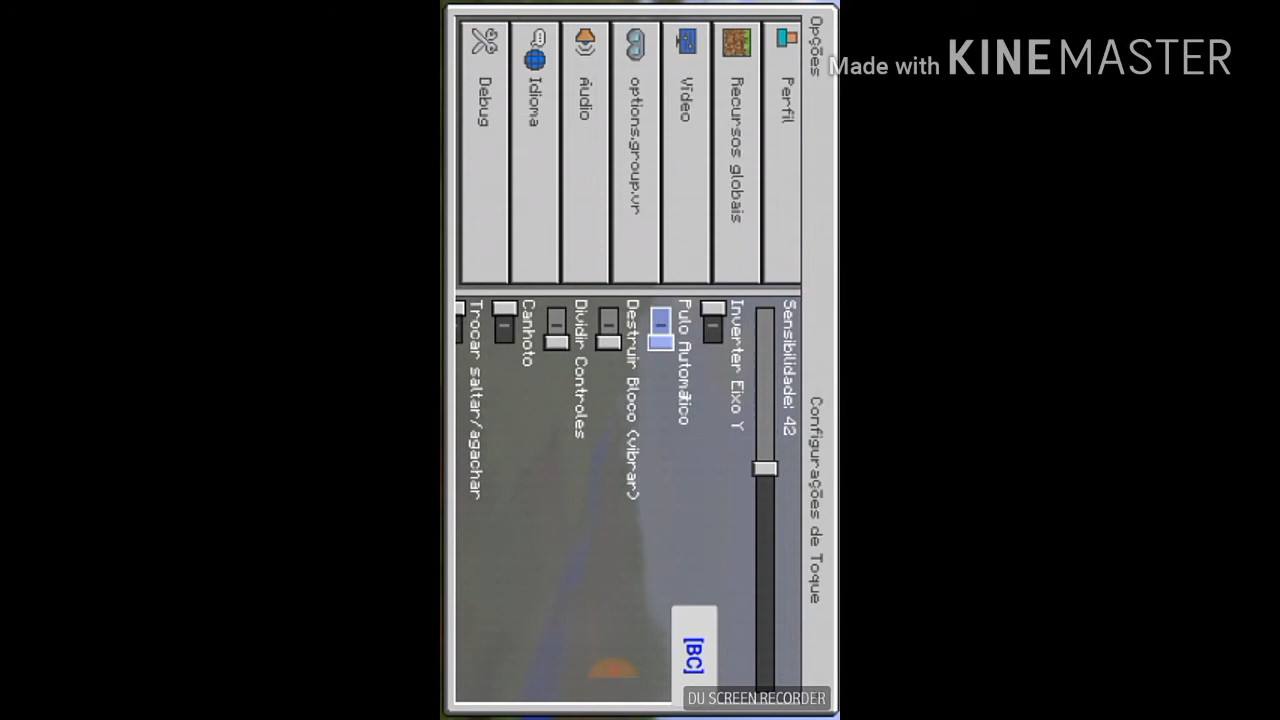 Made with KINEMASTER
Opções
Configurações de Toque
Perfil
Recursos globais
Vídeo
options.group.vr
Áudio
Idioma
Debug
Sensibilidade: 42
Inverter Eixo Y
Pulo Automático
Destruir Bloco (vibrar)
Dividir Controles
Canhoto
Trocar saltar/agachar
[BC]
DU SCREEN RECORDER